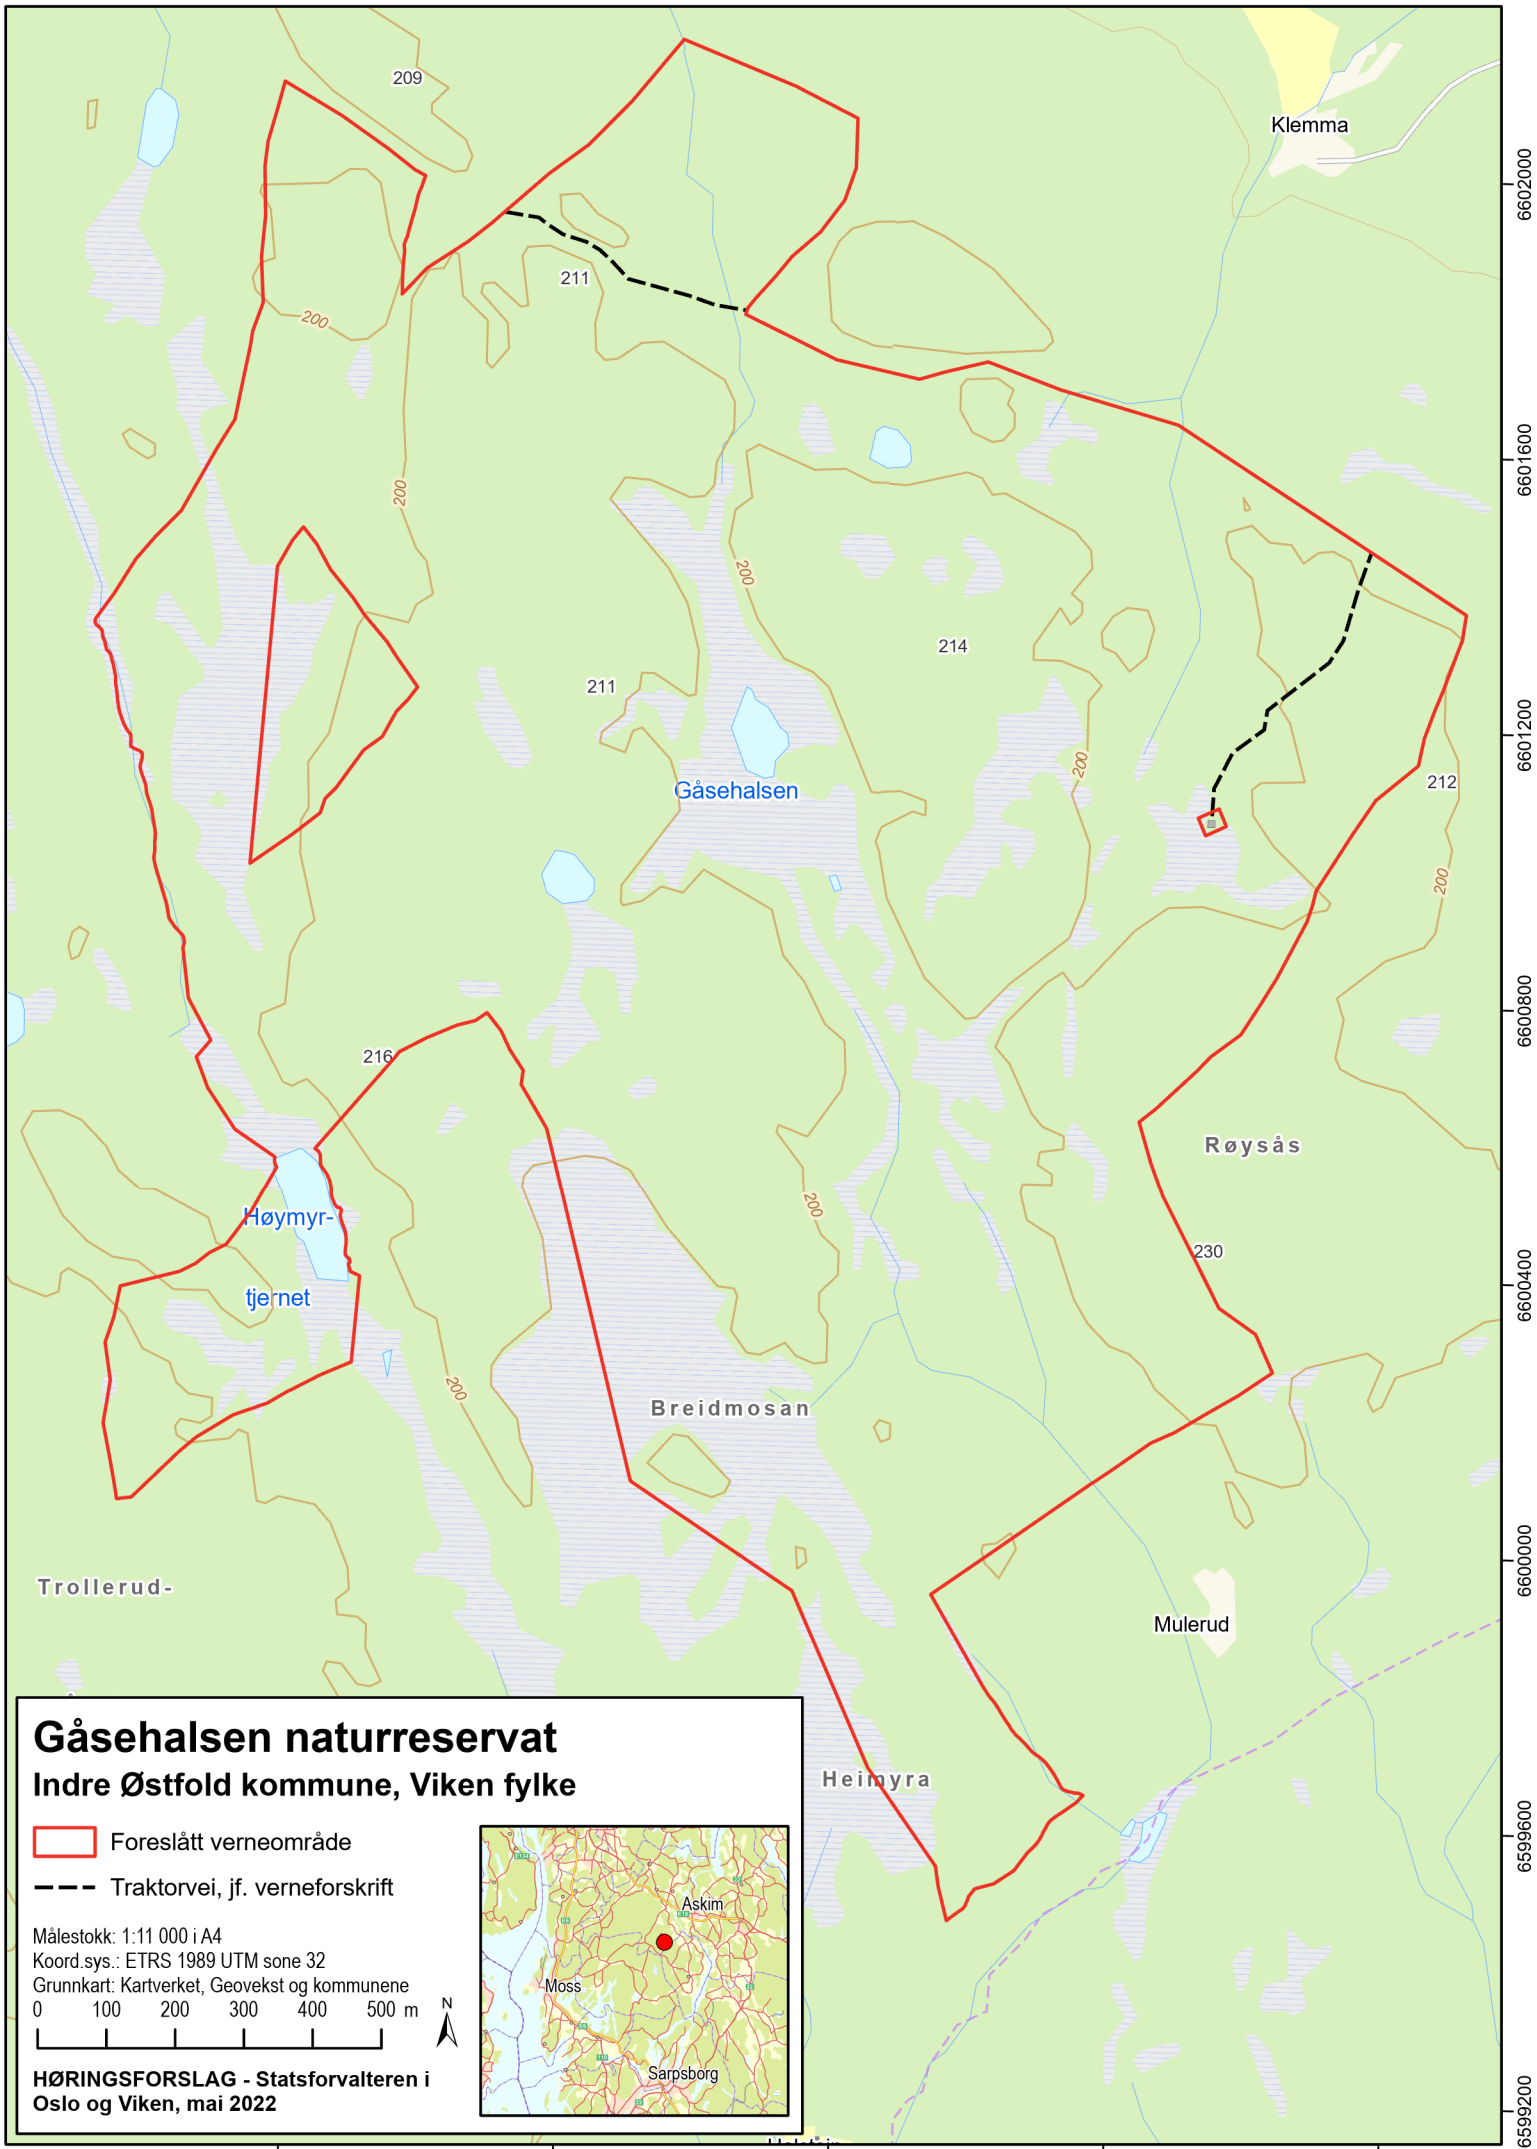 209
Klemma
6602000
211
200
6601600
200
200
214
211
6601200
200
212
Gåsehalsen
200
6600800
216
Røysås
200
Høymyr-
230
tjernet
6600400
200
Breidmosan
6600000
Trollerud-
Mulerud
Heimyra
6599600
6599200
Gåsehalsen naturreservat
Indre Østfold kommune, Viken fylke
Foreslått verneområde
Traktorvei, jf. verneforskrift
Målestokk: 1:11 000 i A4
Koord.sys.: ETRS 1989 UTM sone 32
Grunnkart: Kartverket, Geovekst og kommunene
0 100 200 300 400 500 m
N
HØRINGSFORSLAG - Statsforvalteren i
Oslo og Viken, mai 2022
Askim
Moss
Sarpsborg